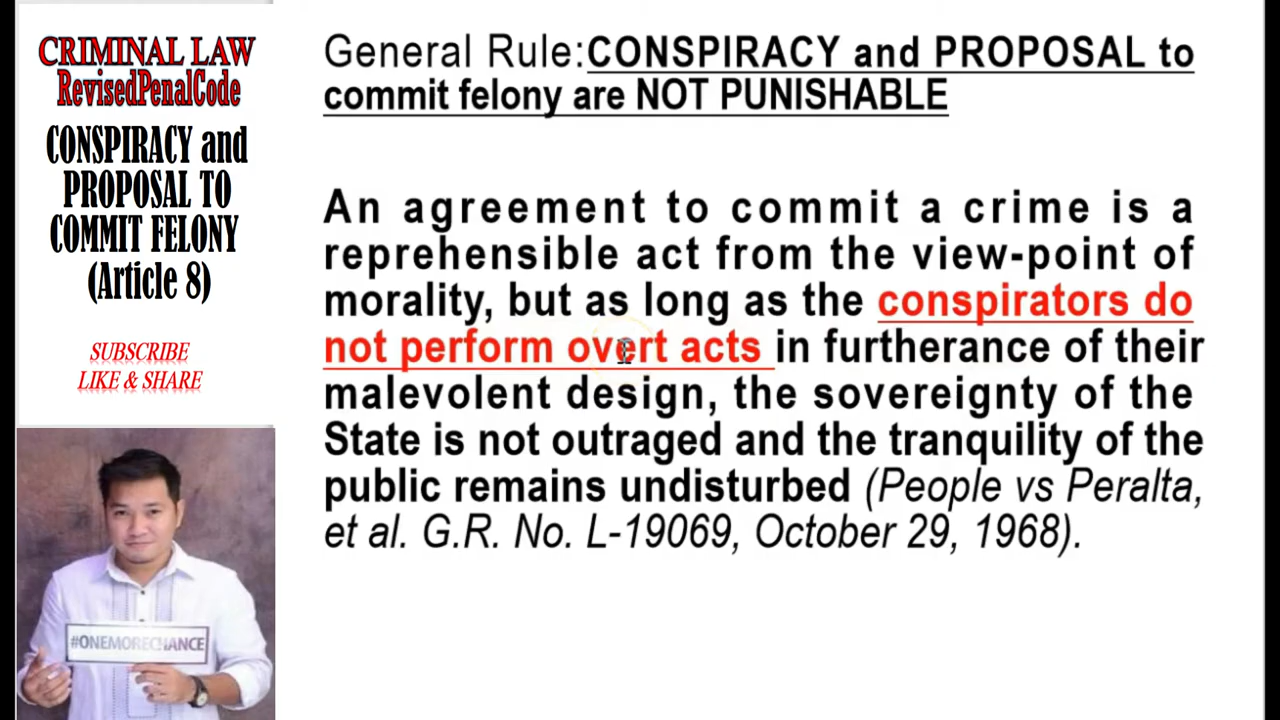 CRIMINAL LAW
RevisedPenalCode
CONSPIRACY and
PROPOSAL TO
COMMIT FELONY
(Article 8)
SUBSCRIBE
LIKE & SHARE
#ONEMORECHANCE
General Rule:CONSPIRACY and PROPOSAL to
commit felony are NOT PUNISHABLE
An agreement to commit a crime is a
reprehensible act from the view-point of
morality, but as long as the conspirators do
not perform overt acts in furtherance of their
malevolent design, the sovereignty of the
State is not outraged and the tranquility of the
public remains undisturbed (People vs Peralta,
et al. G.R. No. L-19069, October 29, 1968).